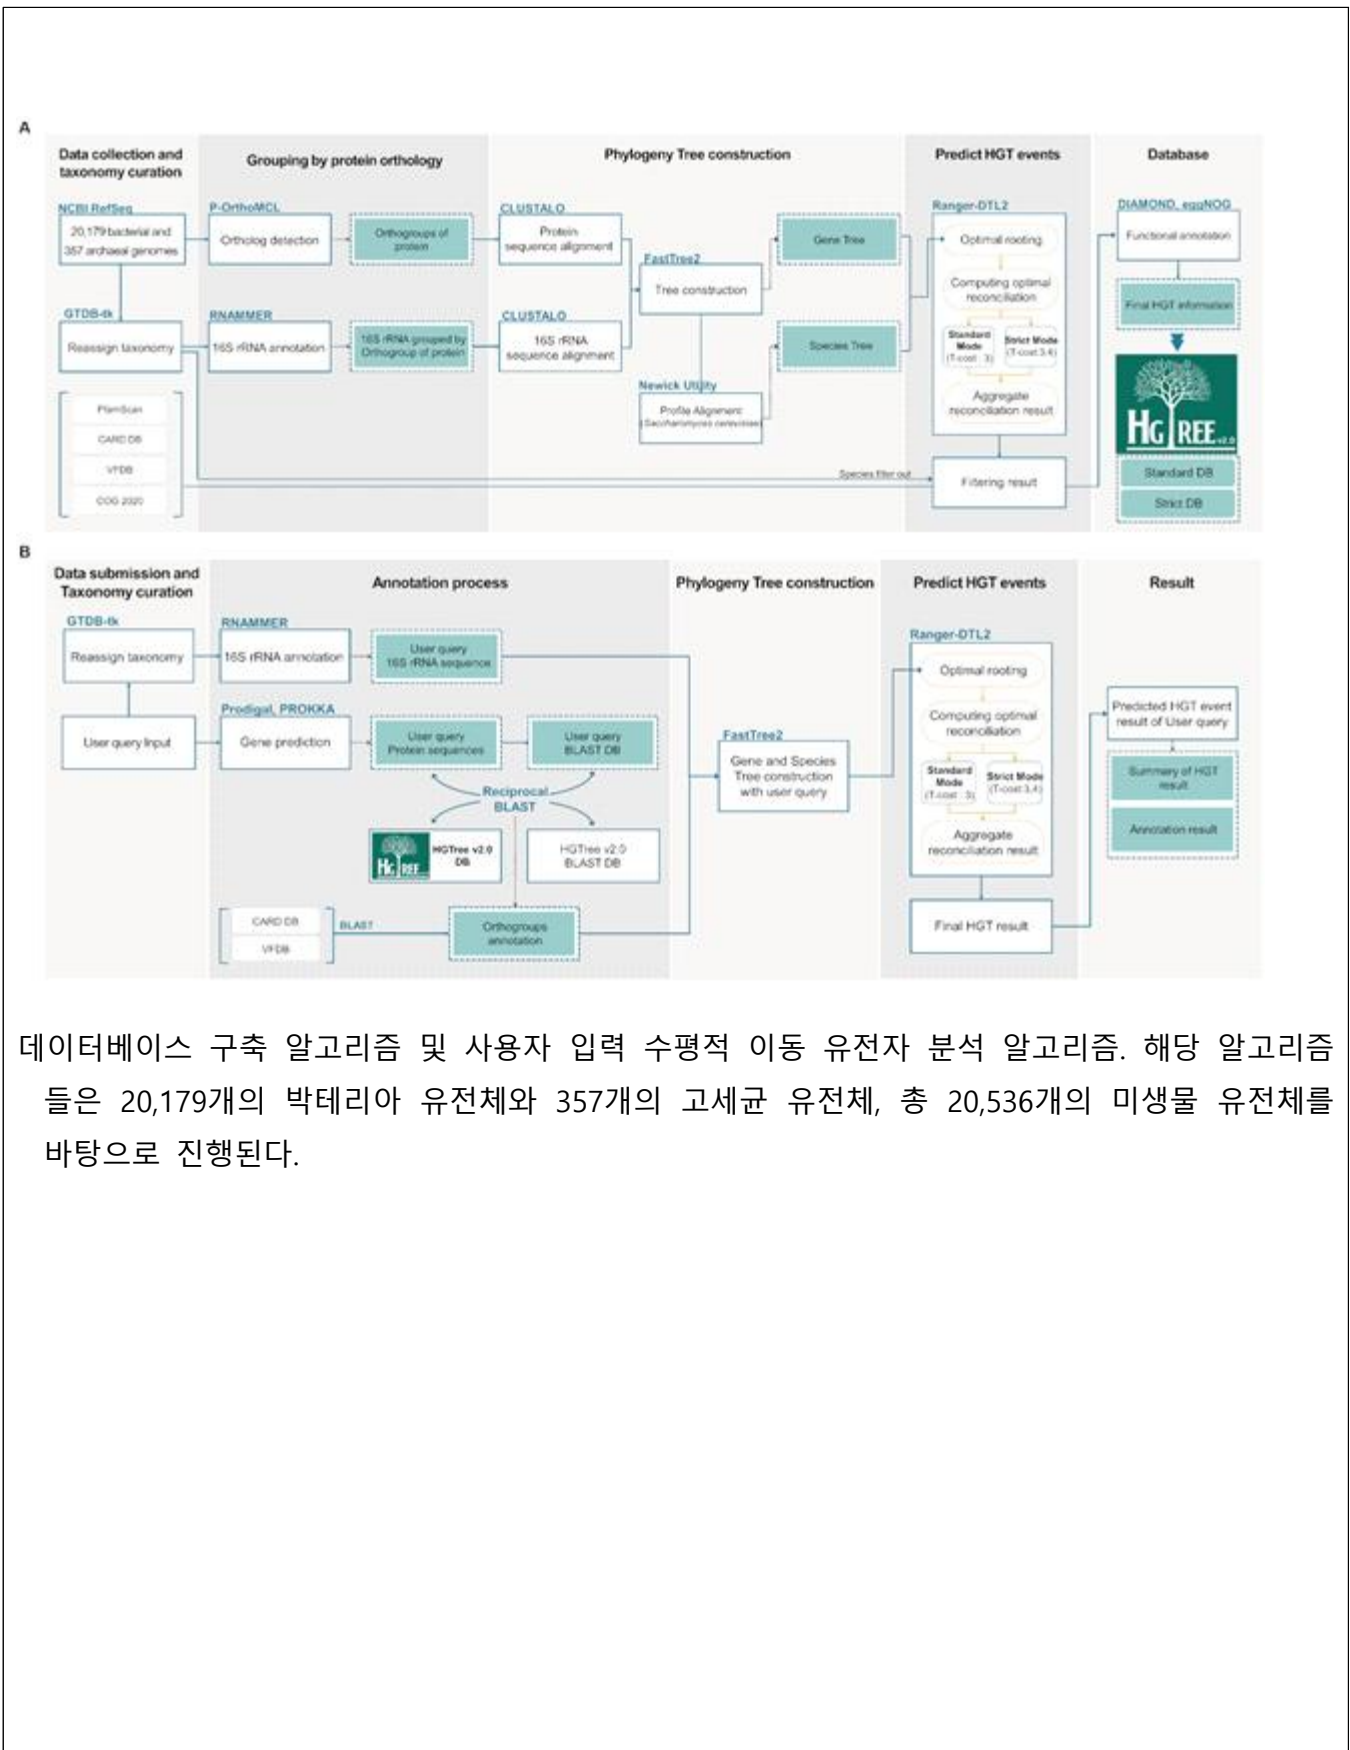 A
Data collection and
taxonomy curation
Grouping by protein orthology
Phylogeny Tree construction
Predict HGT events
Database
NCBI RefSeq
20,179 bacterial and
357 archaeal genomes
P-OrthoMCL
Ortholog detection
Orthogroups of
protein
CLUSTALO
Protein
sequence alignment
FastTree2
Tree construction
Gene Tree
Ranger-DTL2
Optimal rooting
Computing optimal
reconciliation
Standard
Mode
(T-cost : 3)
Strict Mode
(T-cost 3,4)
Aggregate
reconciliation result
DIAMOND, eggNOG
Functional annotation
Final HGT information
GTDB-tk
Reassign taxonomy
RNAMMER
16S rRNA annotation
16S rRNA grouped by
Orthogroup of protein
CLUSTALO
16S rRNA
sequence alignment
Species Tree
Newick Utility
Profile Alignment
(Saccharomyces cerevisiae)
HGTREE v2.0
CARD DB
VFDB
COG 2020
Species filter out
Filtering result
Standard DB
Strict DB
B
Data submission and
Taxonomy curation
Annotation process
Phylogeny Tree construction
Predict HGT events
Result
GTDB-tk
Reassign taxonomy
RNAMMER
16S rRNA annotation
User query
16S rRNA sequence
User query Input
Prodigal, PROKKA
Gene prediction
User query
Protein sequences
User query
BLAST DB
Reciprocal
BLAST
HGTREE
HGTree v2.0
DB
HGTree v2.0
BLAST DB
CARD DB
VFDB
BLAST
Orthogroups
annotation
FastTree2
Gene and Species
Tree construction
with user query
Ranger-DTL2
Optimal rooting
Computing optimal
reconciliation
Standard
Mode
(T-cost : 3)
Strict Mode
(T-cost 3,4)
Aggregate
reconciliation result
Final HGT result
Predicted HGT event
result of User query
Summary of HGT
result
Annotation result
데이터베이스 구축 알고리즘 및 사용자 입력 수평적 이동 유전자 분석 알고리즘. 해당 알고리즘
들은 20,179개의 박테리아 유전체와 357개의 고세균 유전체, 총 20,536개의 미생물 유전체를
바탕으로 진행된다.